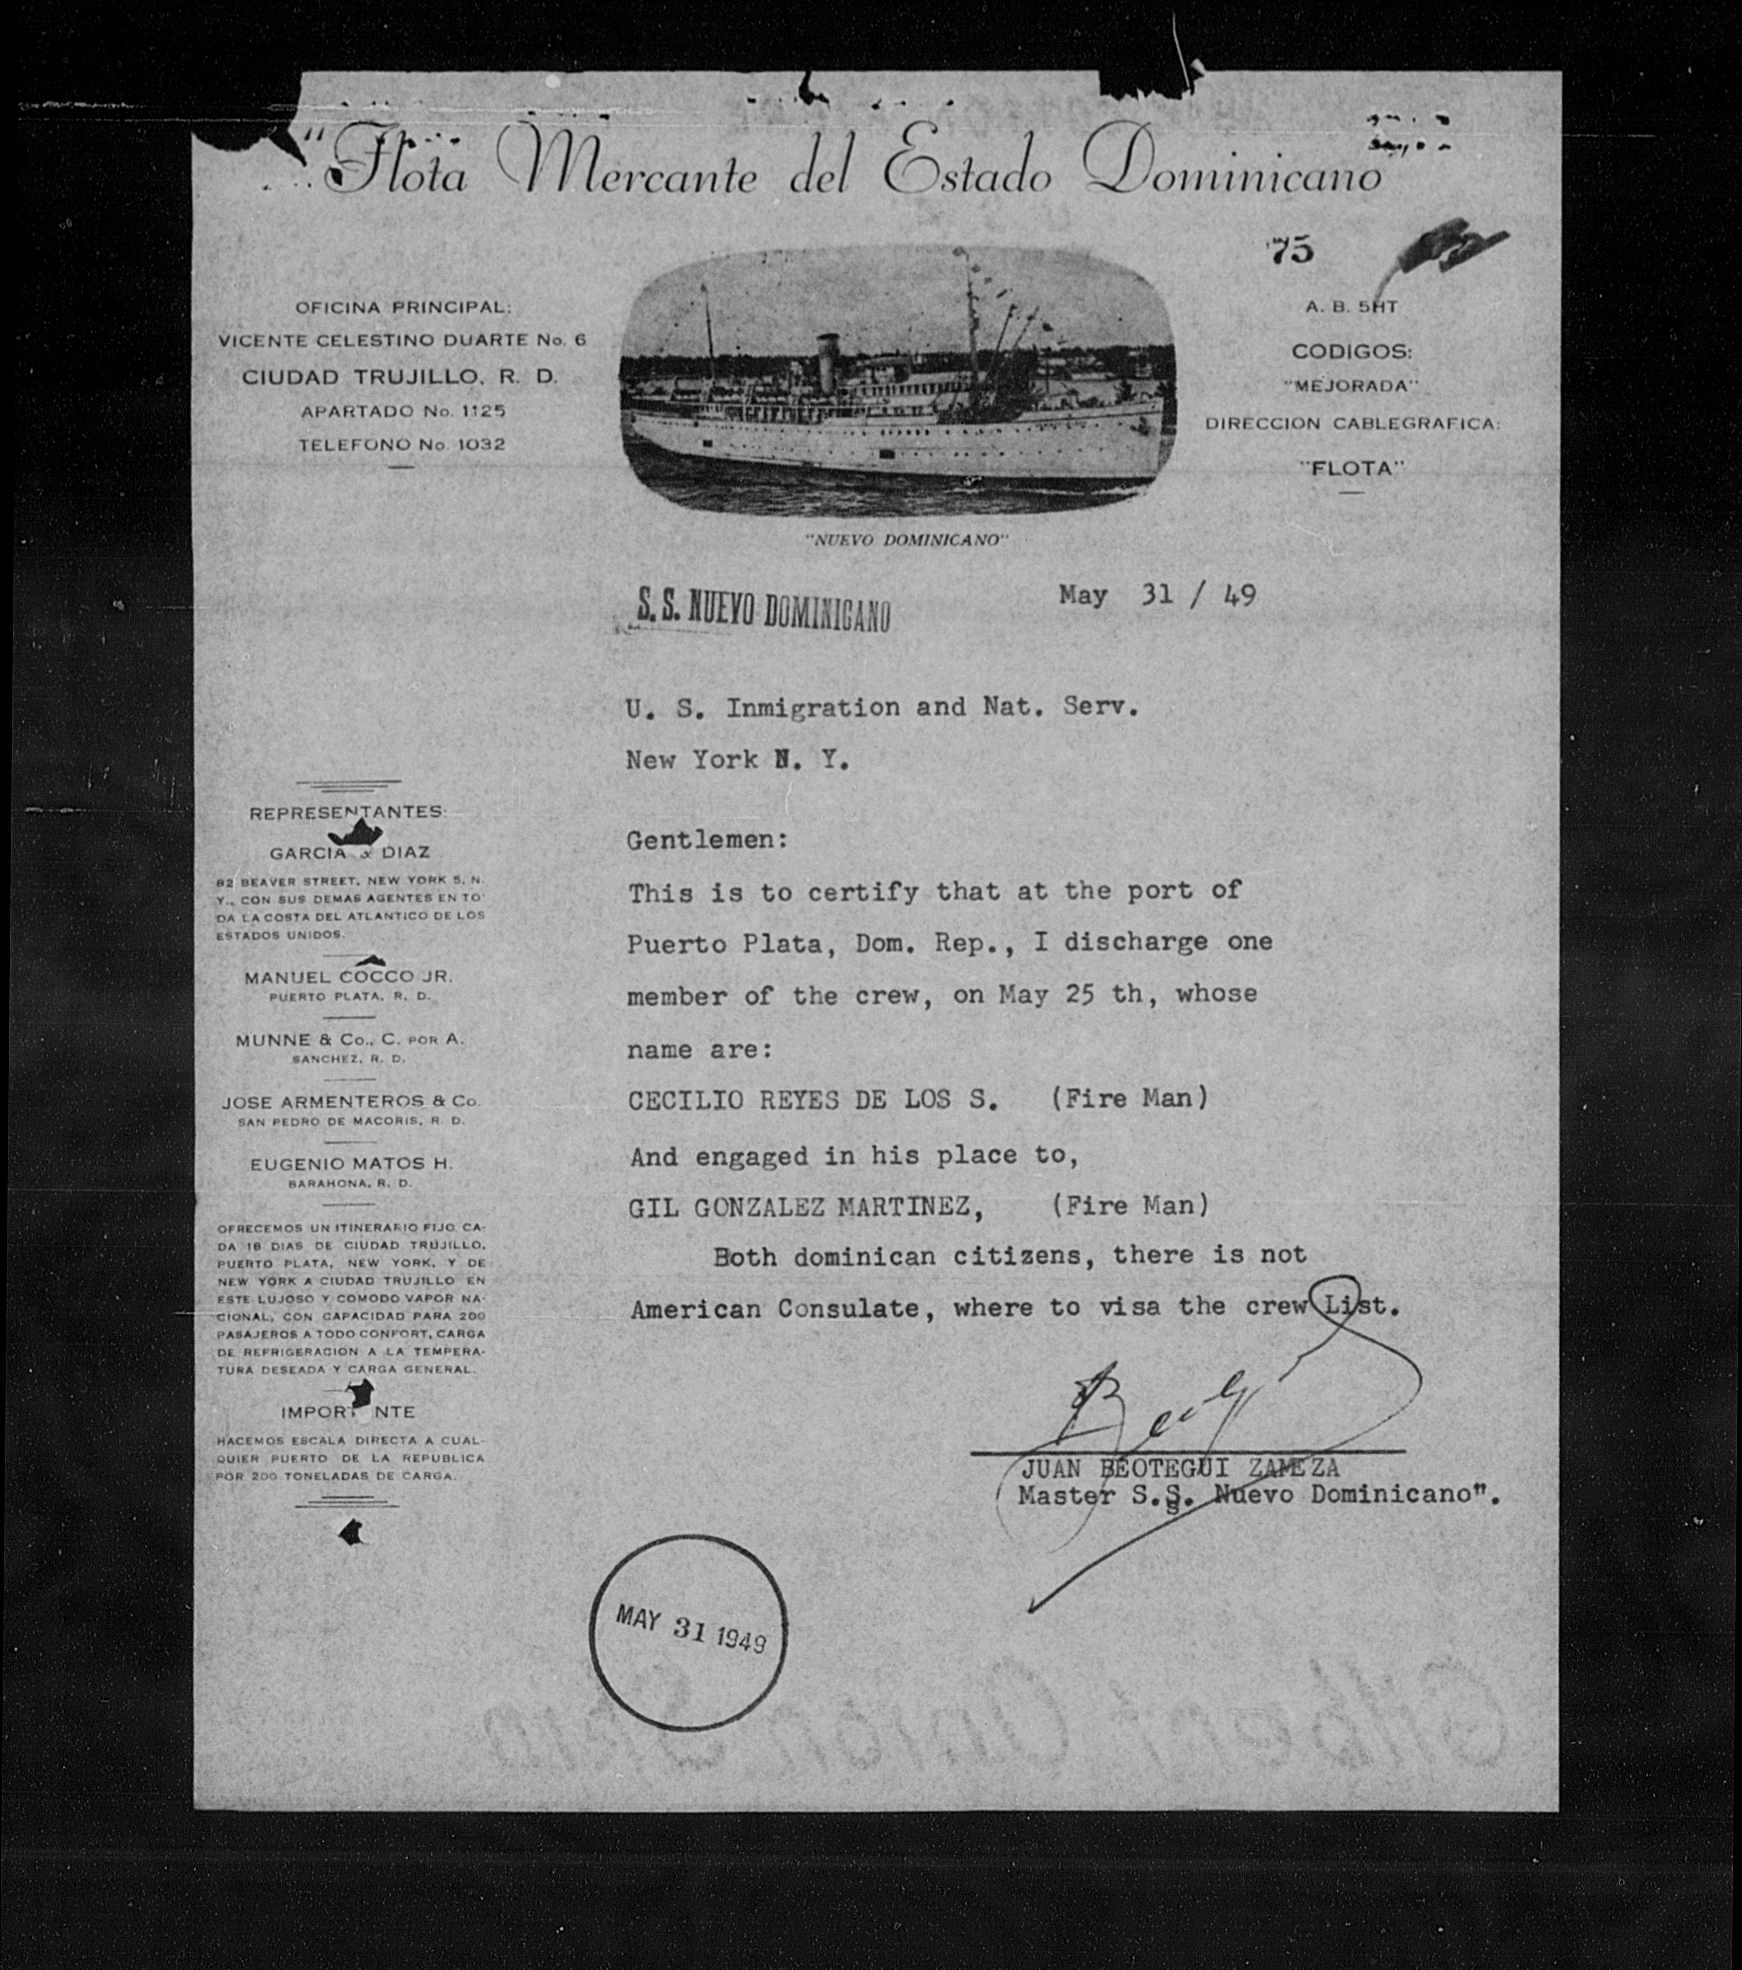 "Flota Mercante del Estado Dominicano"
75
OFICINA PRINCIPAL:
VICENTE CELESTINO DUARTE No. 6
CIUDAD TRUJILLO, R. D.
APARTADO No. 1125
TELEFONO No. 1032
A. B. 5HT
CODIGOS:
"MEJORADA"
DIRECCION CABLEGRAFICA:
"FLOTA"
"NUEVO DOMINICANO"
S. S. NUEVO DOMINICANO
May 31 / 49
U. S. Inmigration and Nat. Serv.
New York N. Y.
Gentlemen:
This is to certify that at the port of
Puerto Plata, Dom. Rep., I discharge one
member of the crew, on May 25 th, whose
name are:
CECILIO REYES DE LOS S. (Fire Man)
And engaged in his place to,
GIL GONZALEZ MARTINEZ, (Fire Man)
Both dominican citizens, there is not
American Consulate, where to visa the crew List.
JUAN BEOTEGUI ZAMEZA
Master S.S. Nuevo Dominicano".
REPRESENTANTES:
GARCIA & DIAZ
82 BEAVER STREET, NEW YORK 5, N.
Y., CON SUS DEMAS AGENTES EN TO-
DA LA COSTA DEL ATLANTICO DE LOS
ESTADOS UNIDOS.
MANUEL COCCO JR.
PUERTO PLATA, R. D.
MUNNE & Co., C. POR A.
SANCHEZ, R. D.
JOSE ARMENTEROS & Co.
SAN PEDRO DE MACORIS, R. D.
EUGENIO MATOS H.
BARAHONA, R. D.
OFRECEMOS UN ITINERARIO FIJO CA-
DA 18 DIAS DE CIUDAD TRUJILLO,
PUERTO PLATA, NEW YORK, Y DE
NEW YORK A CIUDAD TRUJILLO EN
ESTE LUJOSO Y COMODO VAPOR NA-
CIONAL, CON CAPACIDAD PARA 200
PASAJEROS A TODO CONFORT, CARGA
DE REFRIGERACION A LA TEMPERA-
TURA DESEADA Y CARGA GENERAL.
IMPORTANTE
HACEMOS ESCALA DIRECTA A CUAL-
QUIER PUERTO DE LA REPUBLICA
POR 200 TONELADAS DE CARGA.
MAY 31 1949